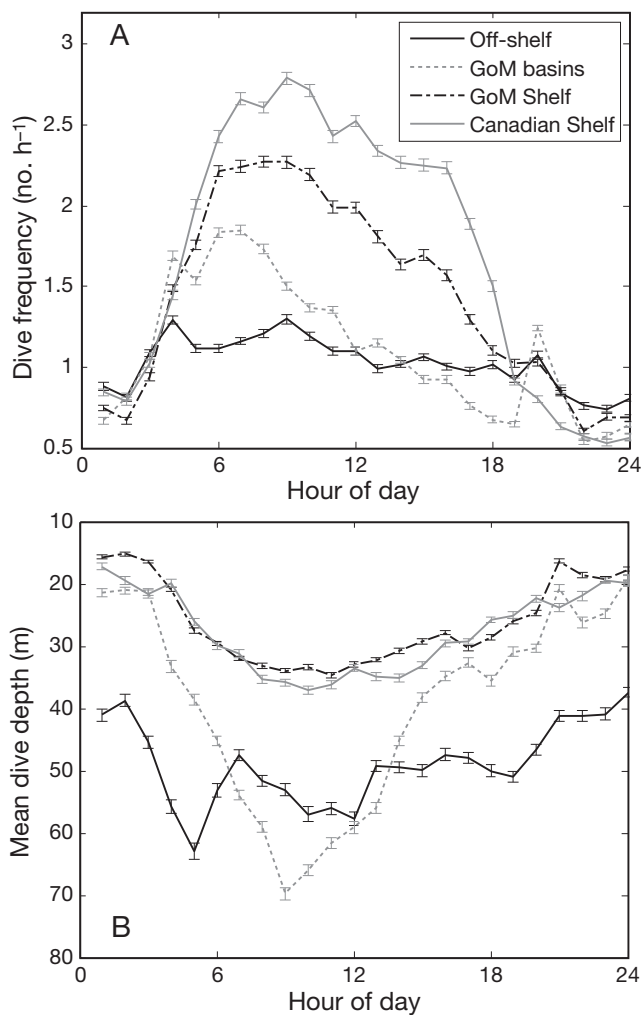 A
Off-shelf
GoM basins
GoM Shelf
Canadian Shelf
3
2.5
2
1.5
1
0.5
Dive frequency (no. h⁻¹)
0 6 12 18 24
Hour of day
10
20
30
40
50
60
70
80
Mean dive depth (m)
B
0 6 12 18 24
Hour of day